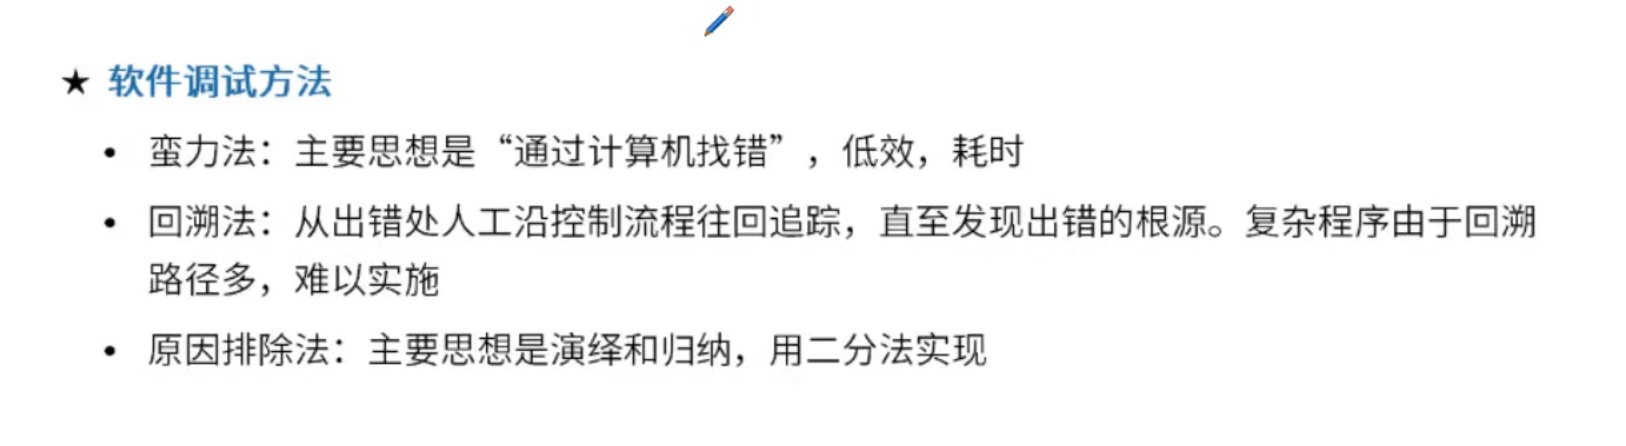 ★ 软件调试方法
• 蛮力法：主要思想是“通过计算机找错”，低效，耗时
• 回溯法：从出错处人工沿控制流程往回追踪，直至发现出错的根源。复杂程序由于回溯
路径多，难以实施
• 原因排除法：主要思想是演绎和归纳，用二分法实现